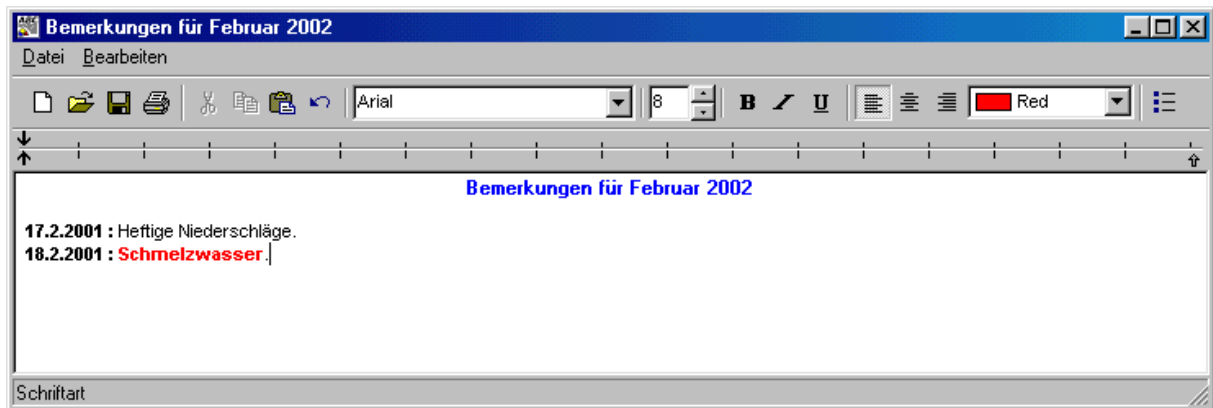 Bemerkungen für Februar 2002
Datei Bearbeiten
Arial 8 B I U Red
Bemerkungen für Februar 2002
17.2.2001 : Heftige Niederschläge.
18.2.2001 : Schmelzwasser.
Schriftart